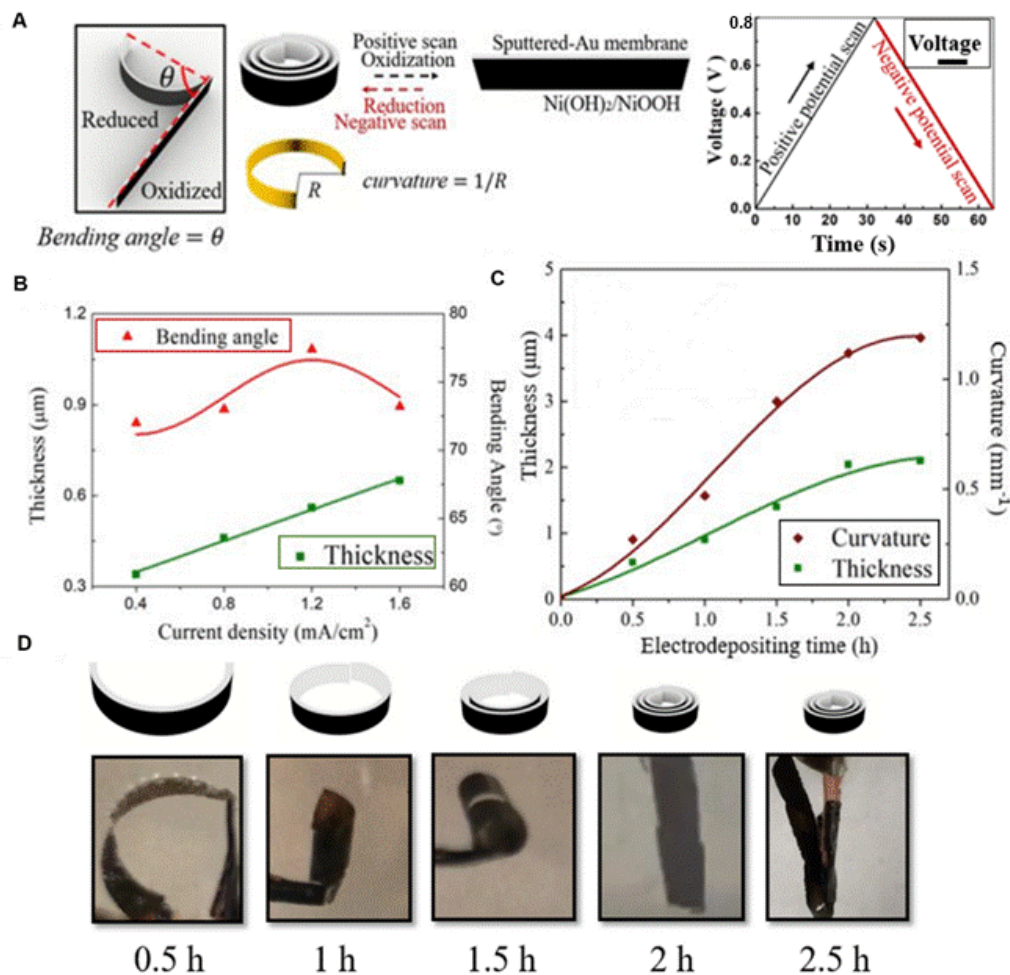 A
θ
Reduced
Oxidized
Bending angle = θ
Positive scan
Oxidization
Reduction
Negative scan
R
curvature = 1/R
Sputtered-Au membrane
Ni(OH)₂/NiOOH
Voltage
Positive potential scan
Negative potential scan
Voltage ( V )
0.8
0.6
0.4
0.2
0.0
0 10 20 30 40 50 60
Time (s)
B
Bending angle
Thickness
Thickness (μm)
1.2
0.9
0.6
0.3
80
75
70
65
60
Bending Angle (°)
0.4 0.8 1.2 1.6
Current density (mA/cm²)
C
Thickness (μm)
5
4
3
2
1
0
1.5
1.0
0.5
0.0
Curvature (mm⁻¹)
Curvature
Thickness
0.5 1.0 1.5 2.0 2.5
Electrodepositing time (h)
D
0.5 h 1 h 1.5 h 2 h 2.5 h